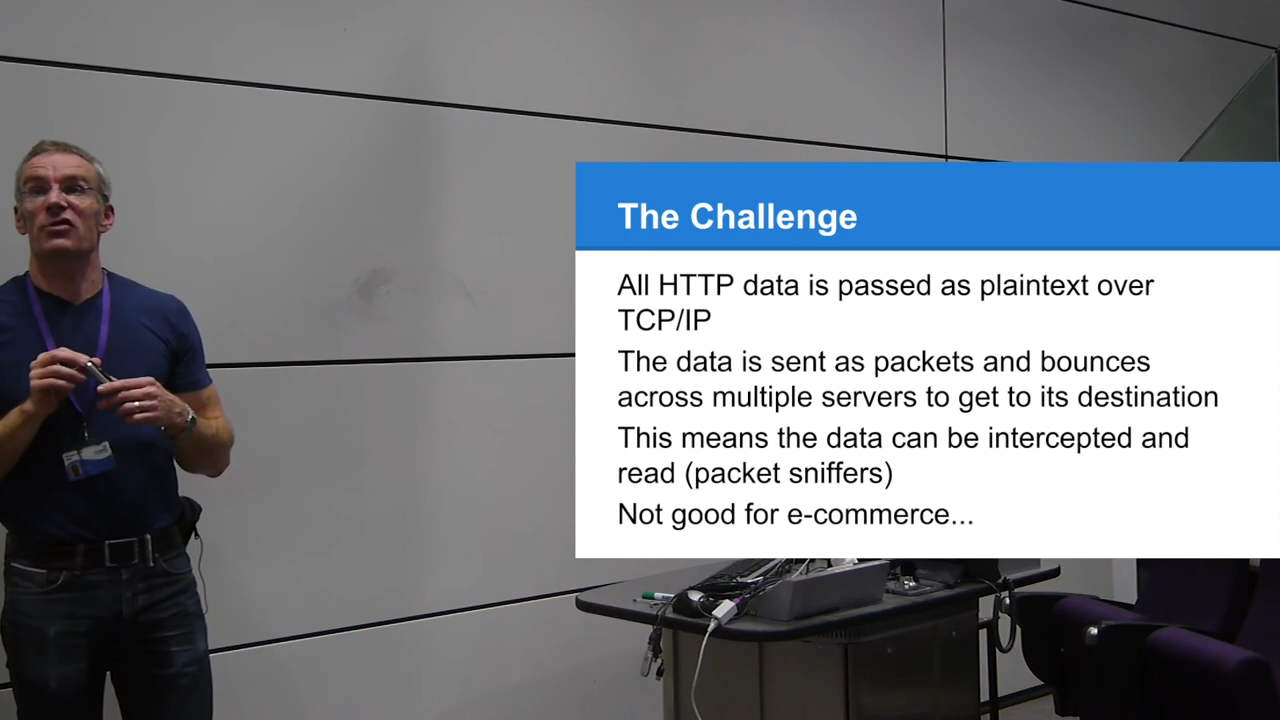 The Challenge
All HTTP data is passed as plaintext over
TCP/IP
The data is sent as packets and bounces
across multiple servers to get to its destination
This means the data can be intercepted and
read (packet sniffers)
Not good for e-commerce...